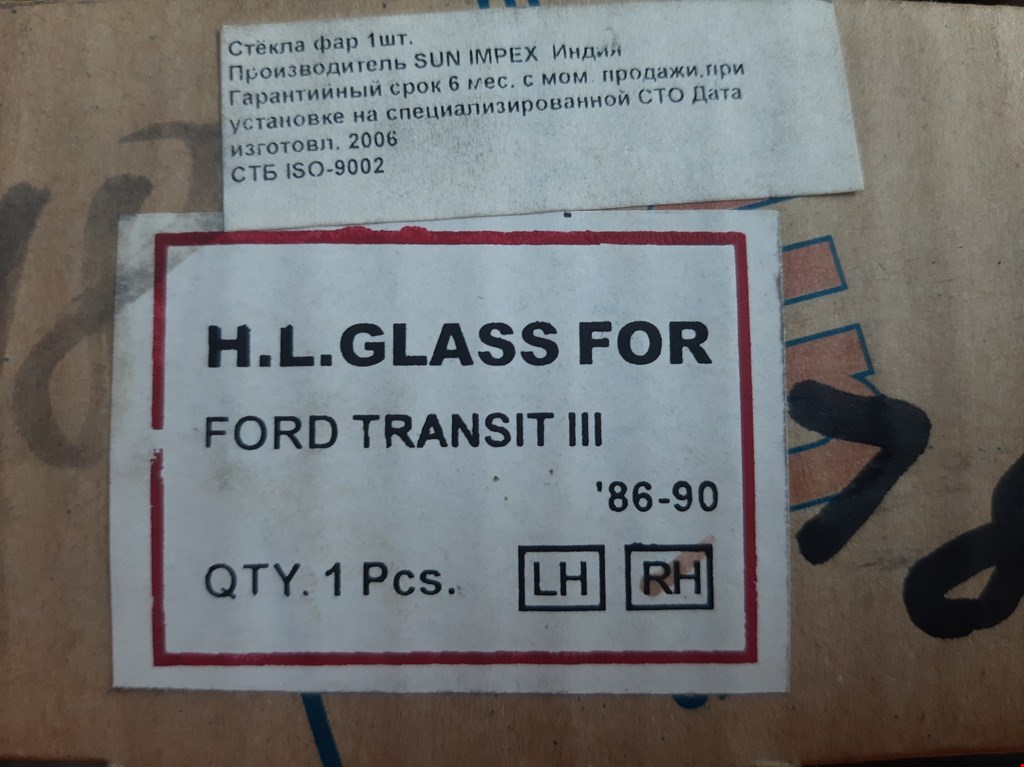 Стёкла фар 1шт.
Производитель SUN IMPEX Индия
Гарантийный срок 6 мес. с мом. продажи.при
установке на специализированной СТО Дата
изготовл. 2006
СТБ ISO-9002
H.L.GLASS FOR
FORD TRANSIT III
'86-90
QTY. 1 Pcs. LH RH